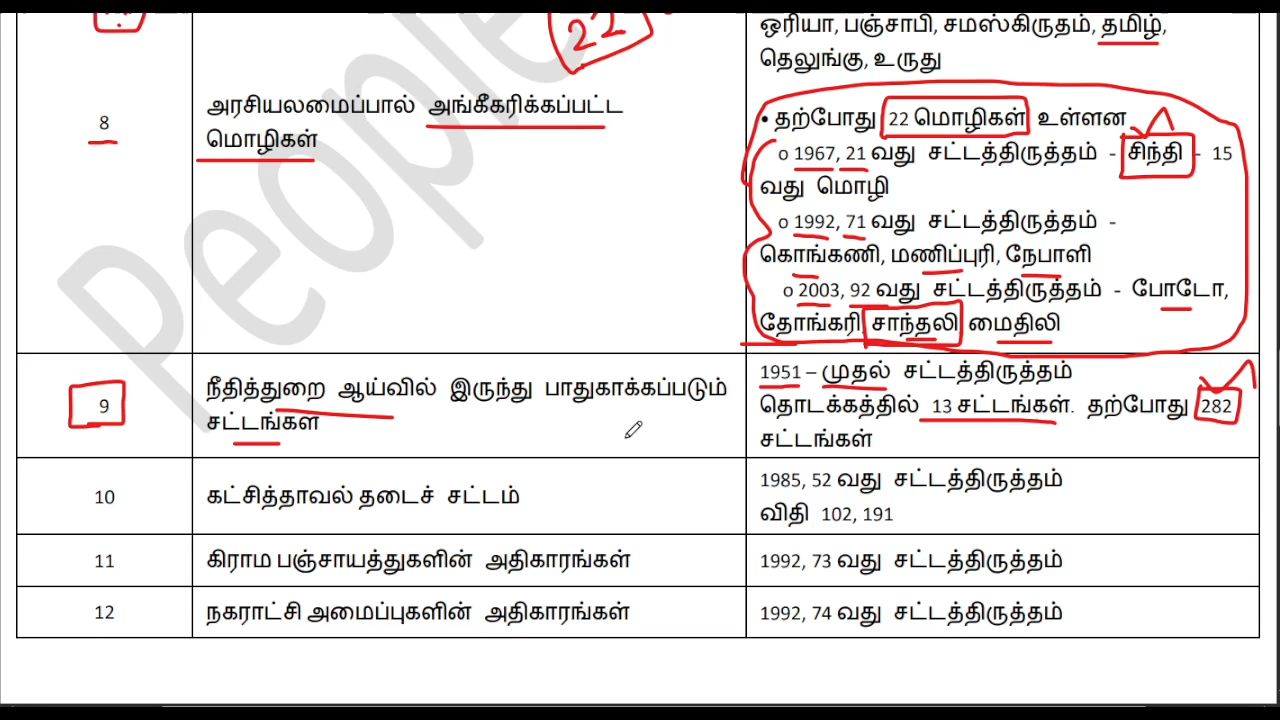 People
22
ஒரியா, பஞ்சாபி, சமஸ்கிருதம், தமிழ்,
தெலுங்கு, உருது
8
அரசியலமைப்பால் அங்கீகரிக்கப்பட்ட
மொழிகள்
• தற்போது 22 மொழிகள் உள்ளன
o 1967, 21 வது சட்டத்திருத்தம் - சிந்தி - 15
வது மொழி
o 1992, 71 வது சட்டத்திருத்தம் -
கொங்கணி, மணிப்புரி, நேபாளி
o 2003, 92 வது சட்டத்திருத்தம் - போடோ,
தோங்கரி சாந்தலி மைதிலி
9
நீதித்துறை ஆய்வில் இருந்து பாதுகாக்கப்படும்
சட்டங்கள்
1951 – முதல் சட்டத்திருத்தம்
தொடக்கத்தில் 13 சட்டங்கள். தற்போது 282
சட்டங்கள்
10
கட்சித்தாவல் தடைச் சட்டம்
1985, 52 வது சட்டத்திருத்தம்
விதி 102, 191
11
கிராம பஞ்சாயத்துகளின் அதிகாரங்கள்
1992, 73 வது சட்டத்திருத்தம்
12
நகராட்சி அமைப்புகளின் அதிகாரங்கள்
1992, 74 வது சட்டத்திருத்தம்